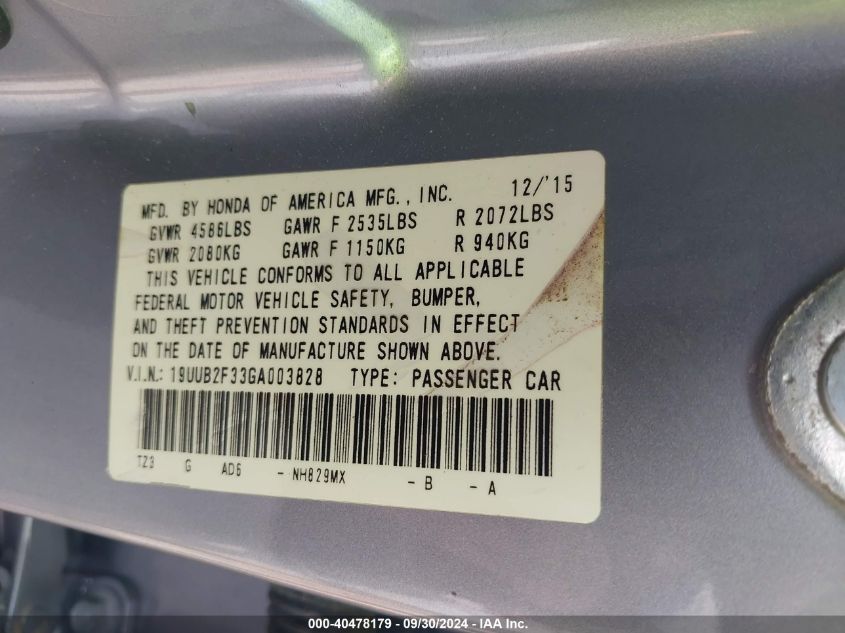 MFD. BY HONDA OF AMERICA MFG., INC. 12/'15
GVWR 4586LBS GAWR F 2535LBS R 2072LBS
GVWR 2080KG GAWR F 1150KG R 940KG
THIS VEHICLE CONFORMS TO ALL APPLICABLE
FEDERAL MOTOR VEHICLE SAFETY, BUMPER,
AND THEFT PREVENTION STANDARDS IN EFFECT
ON THE DATE OF MANUFACTURE SHOWN ABOVE.
V.I.N.: 19UUB2F33GA003828 TYPE: PASSENGER CAR
TZ3 G AD6 - NH829MX - B - A
000-40478179 - 09/30/2024 - IAA Inc.